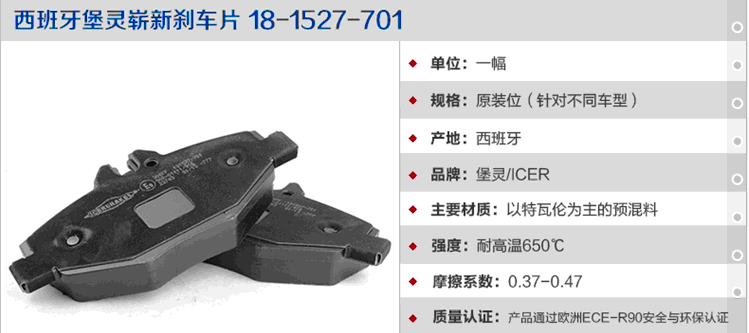 西班牙堡灵崭新刹车片 18-1527-701
单位：一幅
规格：原装位（针对不同车型）
产地：西班牙
品牌：堡灵/ICER
主要材质：以特瓦伦为主的预混料
强度：耐高温650℃
摩擦系数：0.37-0.47
质量认证：产品通过欧洲ECE-R90安全与环保认证